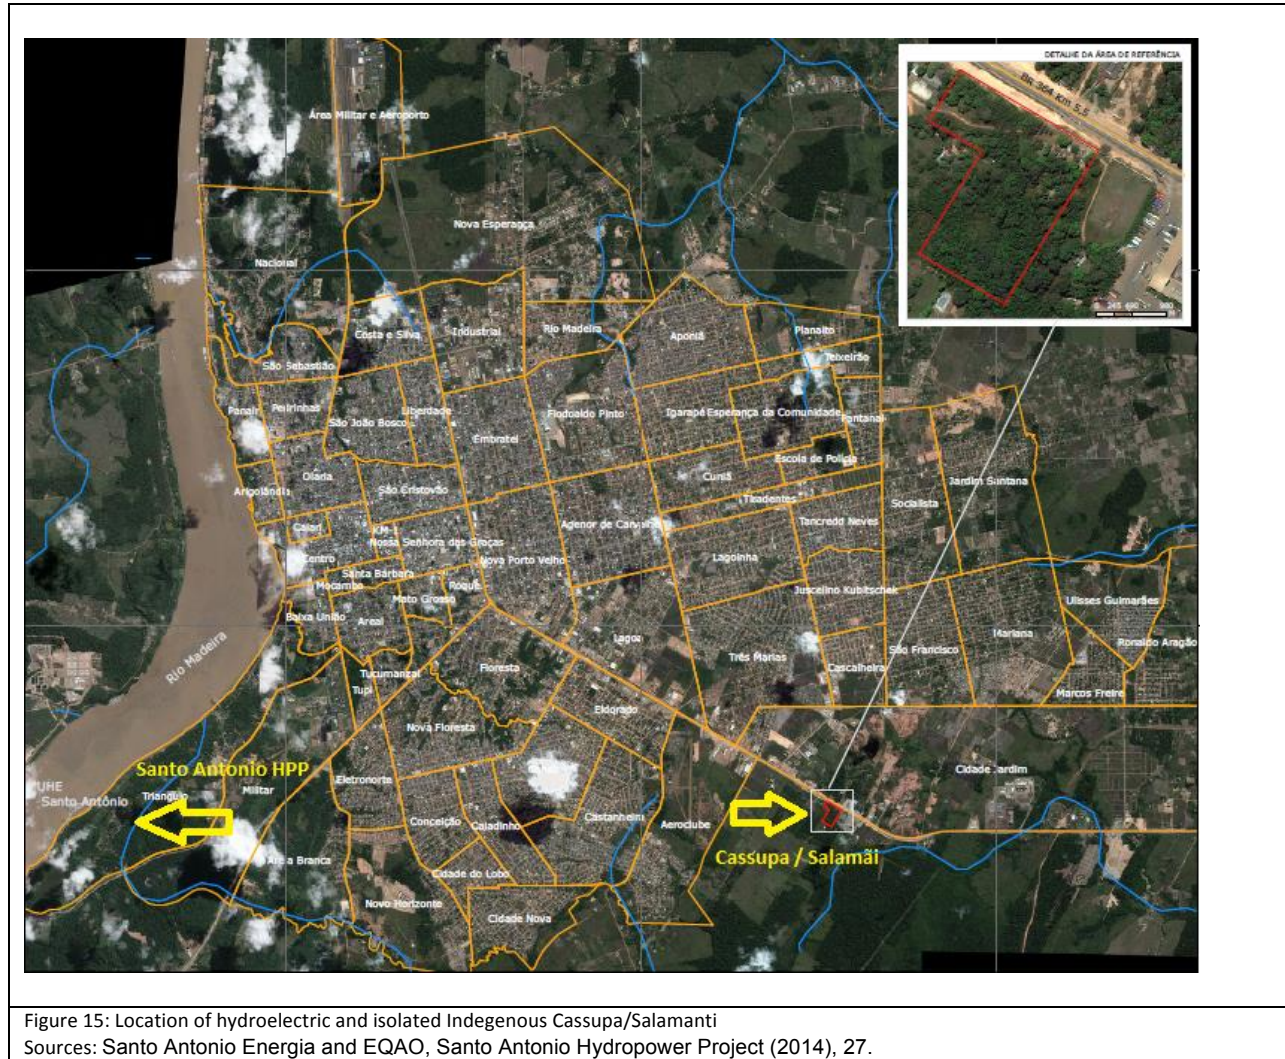 DETALHE DA ÁREA DE REFERÊNCIA
BR 364 Km 5,5
Área Militar e Aeroporto
Nova Esperança
Nacional
Costa e Silva
Industrial
Rio Madeira
Aponiã
Planalto
Teixeirão
São Sebastião
Panair
Pedrinhas
São João Bosco
Liberdade
Flodoaldo Pinto
Igarapé
Esperança da Comunidade
Pantanal
Embratel
Escola de Polícia
Olaria
Cuniã
Arigolândia
São Cristovão
Tiradentes
Socialista
Jardim Santana
Caiari
KM-1
Agenor de Carvalho
Tancredo Neves
Nossa Senhora das Graças
Centro
Nova Porto Velho
Lagoinha
Santa Bárbara
Mocambo
Roque
Mato Grosso
Juscelino Kubitschek
Ulisses Guimarães
Baixa União
Areal
Lagoa
Mariana
Ronaldo Aragão
Rio Madeira
Três Marias
São Francisco
Floresta
Cascalheira
Tucumanzal
Tupi
Marcos Freire
Eldorado
Nova Floresta
Santo Antonio HPP
Eletronorte
Cidade Jardim
UHE
Santo Antônio
Triangulo
Militar
Conceição
Caladinho
Castanheira
Aeroclube
Cassupa / Salamãi
Areia Branca
Cidade do Lobo
Novo Horizonte
Cidade Nova
Figure 15: Location of hydroelectric and isolated Indegenous Cassupa/Salamanti
Sources: Santo Antonio Energia and EQAO, Santo Antonio Hydropower Project (2014), 27.